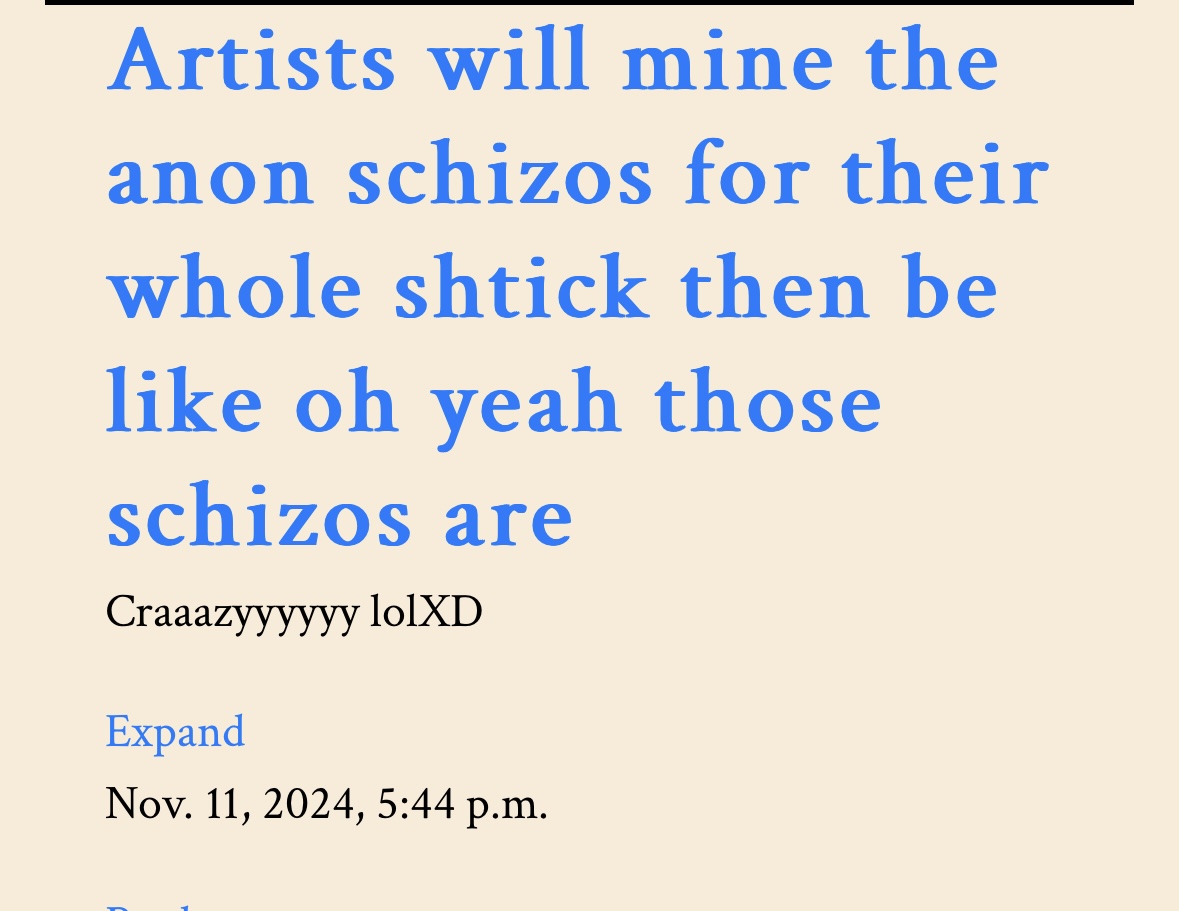 Artists will mine the
anon schizos for their
whole shtick then be
like oh yeah those
schizos are
Craaazyyyyyy lolXD
Expand
Nov. 11, 2024, 5:44 p.m.